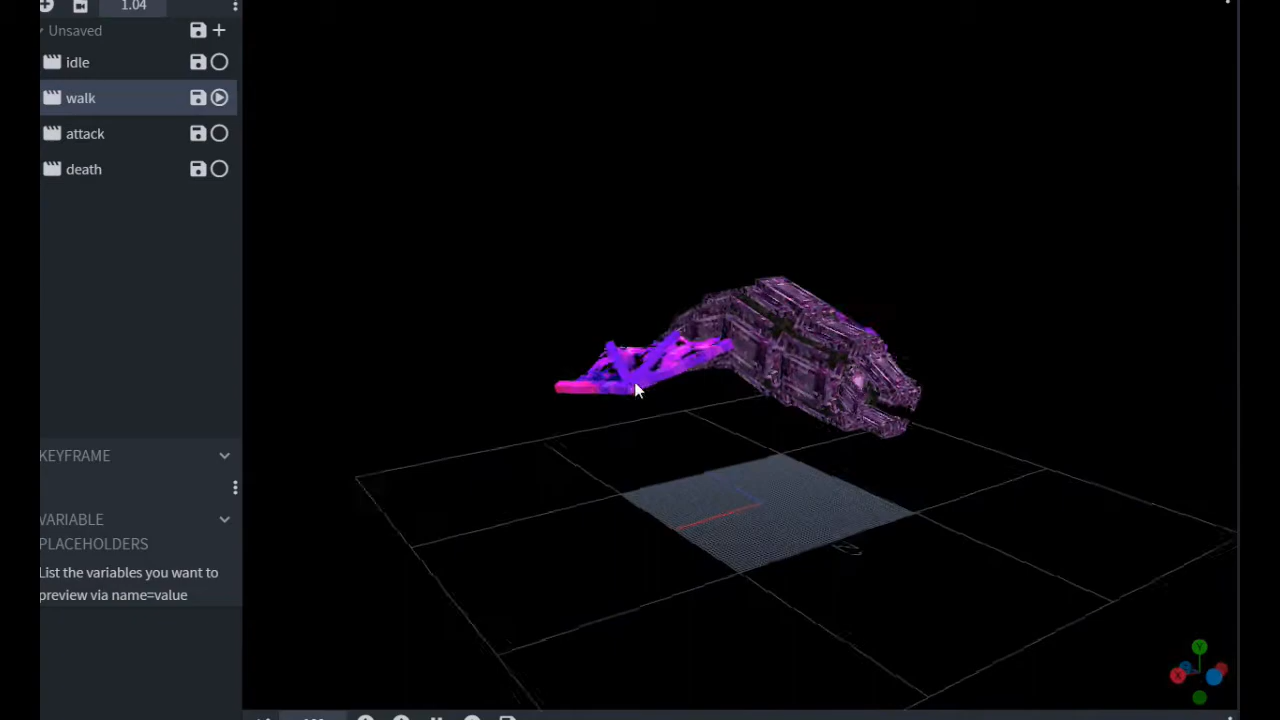 1.04
Unsaved
idle
walk
attack
death
KEYFRAME
VARIABLE
PLACEHOLDERS
List the variables you want to
preview via name=value
Y
X